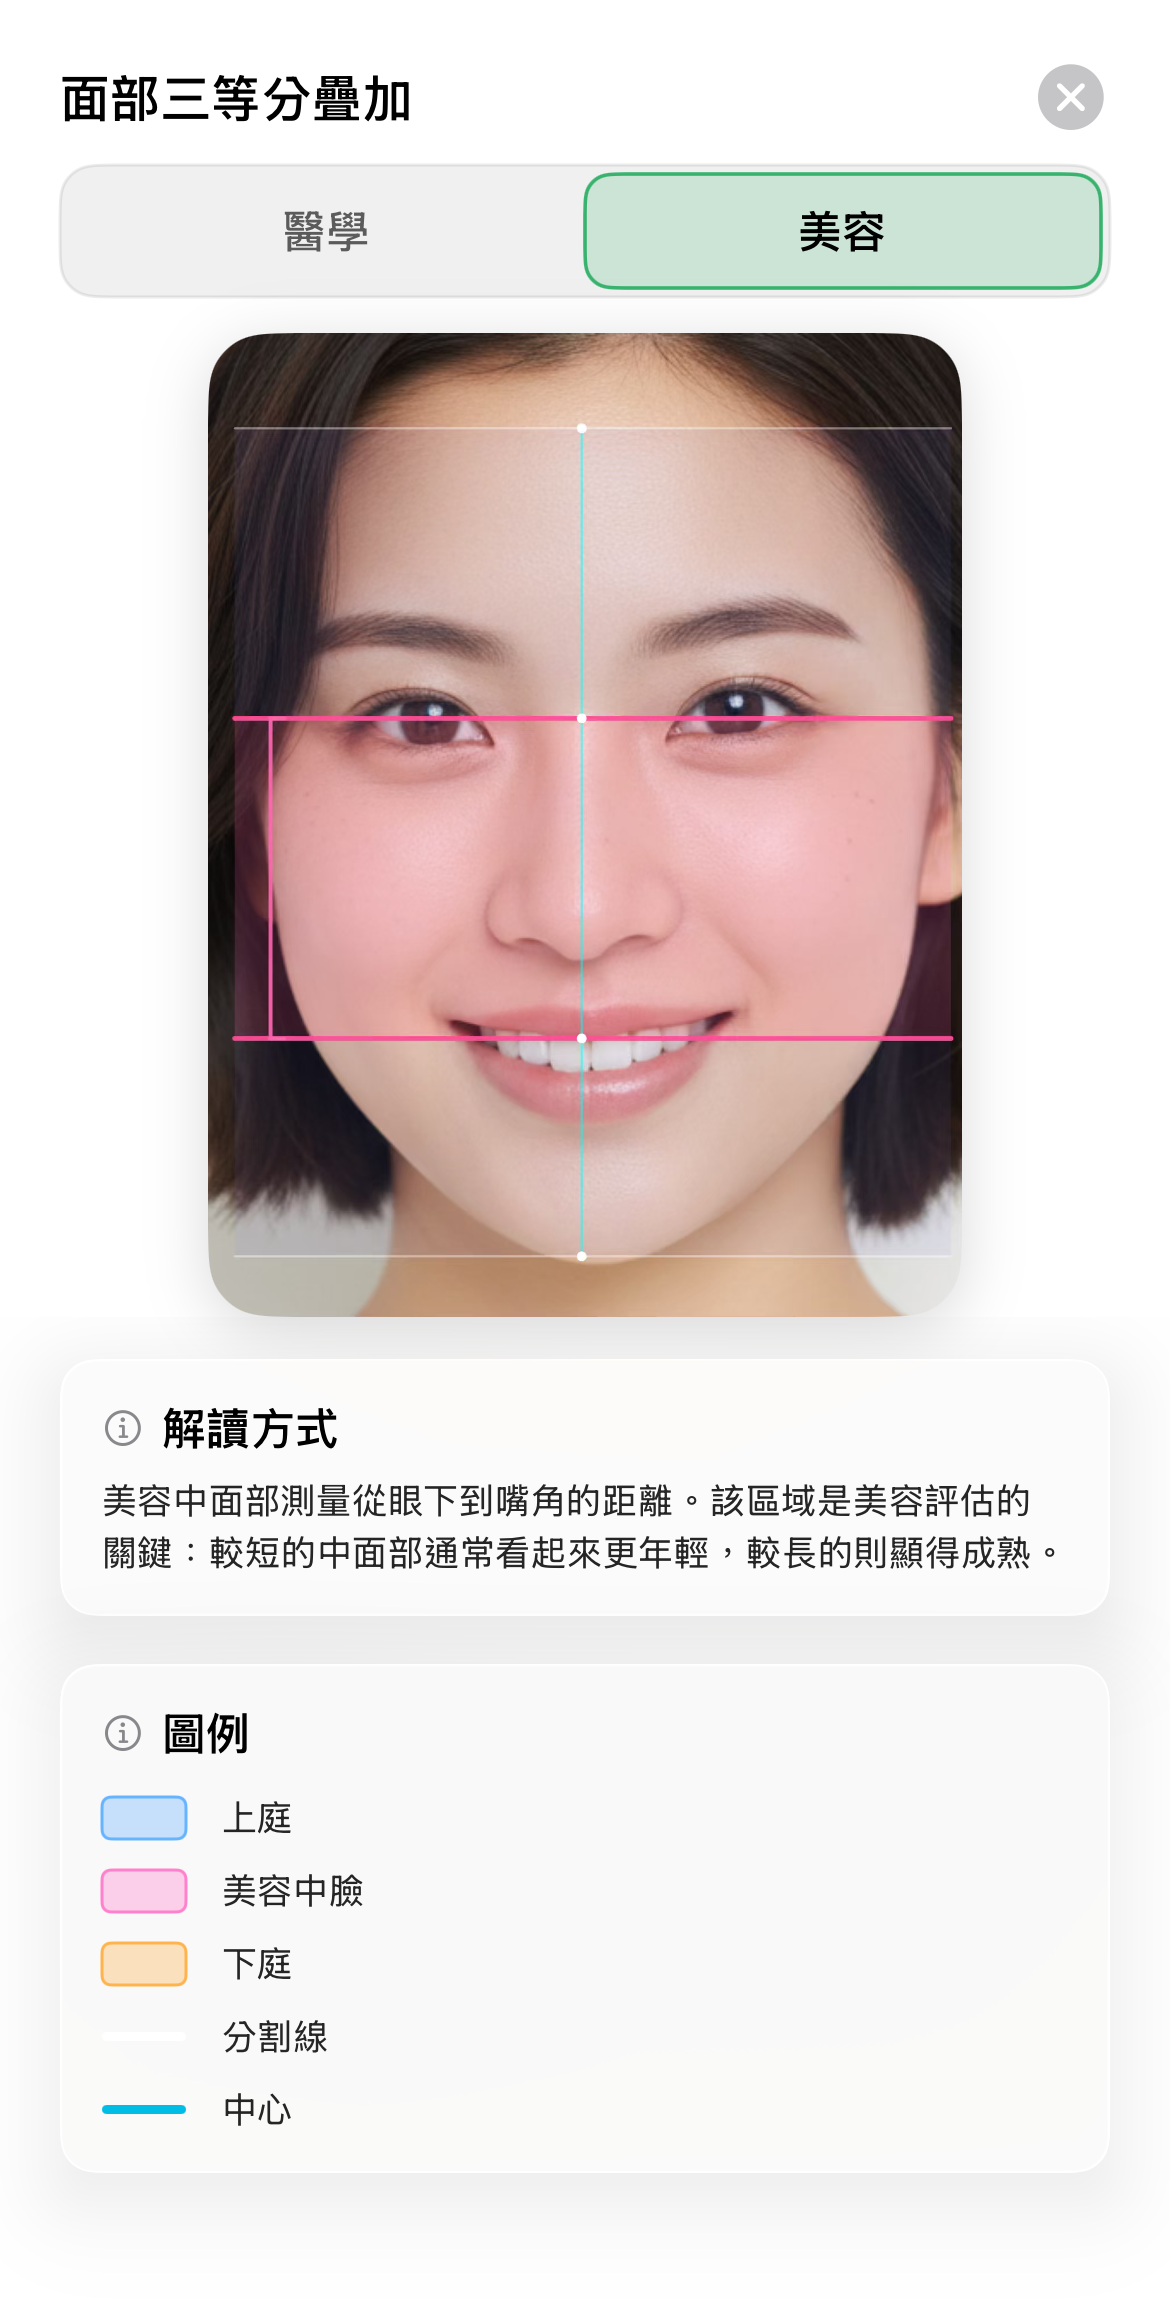 面部三等分疊加
醫學
美容
解讀方式
美容中面部測量從眼下到嘴角的距離。該區域是美容評估的
關鍵：較短的中面部通常看起來更年輕，較長的則顯得成熟。
圖例
上庭
美容中臉
下庭
分割線
中心